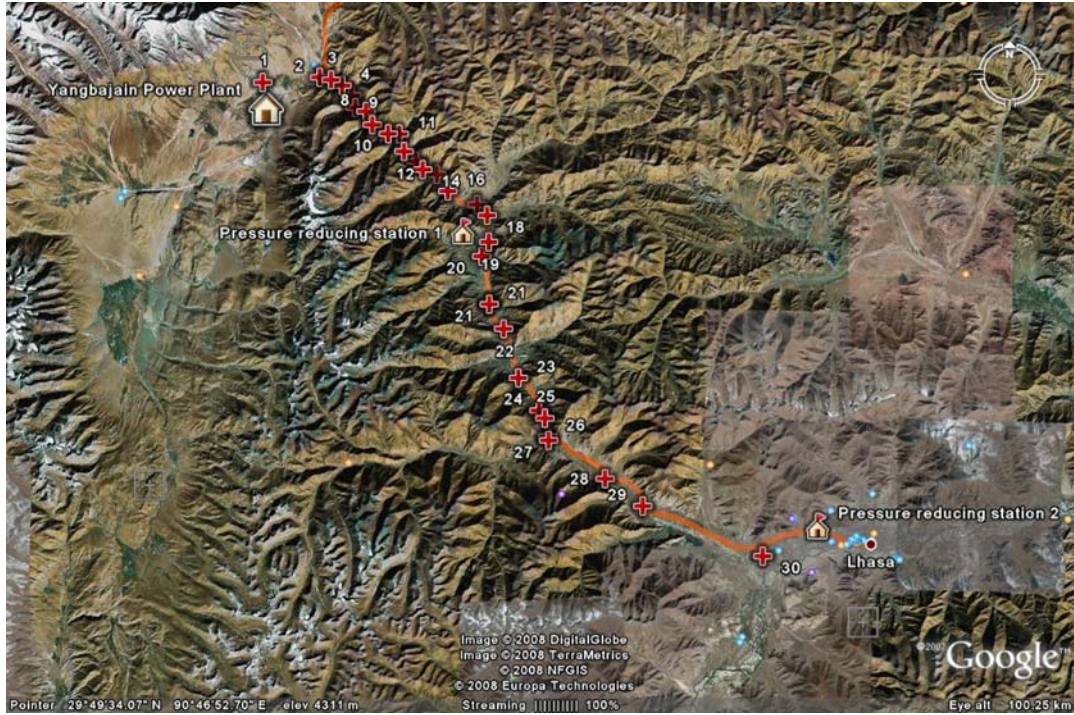 1
2
3
4
Yangbajain Power Plant
8
9
10
11
12
14
16
Pressure reducing station 1
18
19
20
21
21
22
23
24
25
26
27
28
29
Pressure reducing station 2
Lhasa
30
Image © 2008 DigitalGlobe
Image © 2008 TerraMetrics
© 2008 NFGIS
© 2008 Europa Technologies
©2007 Google™
Pointer 29°49'34.07" N 90°46'52.70" E elev 4311 m
Streaming |||||||||| 100%
Eye alt 100.25 km
N